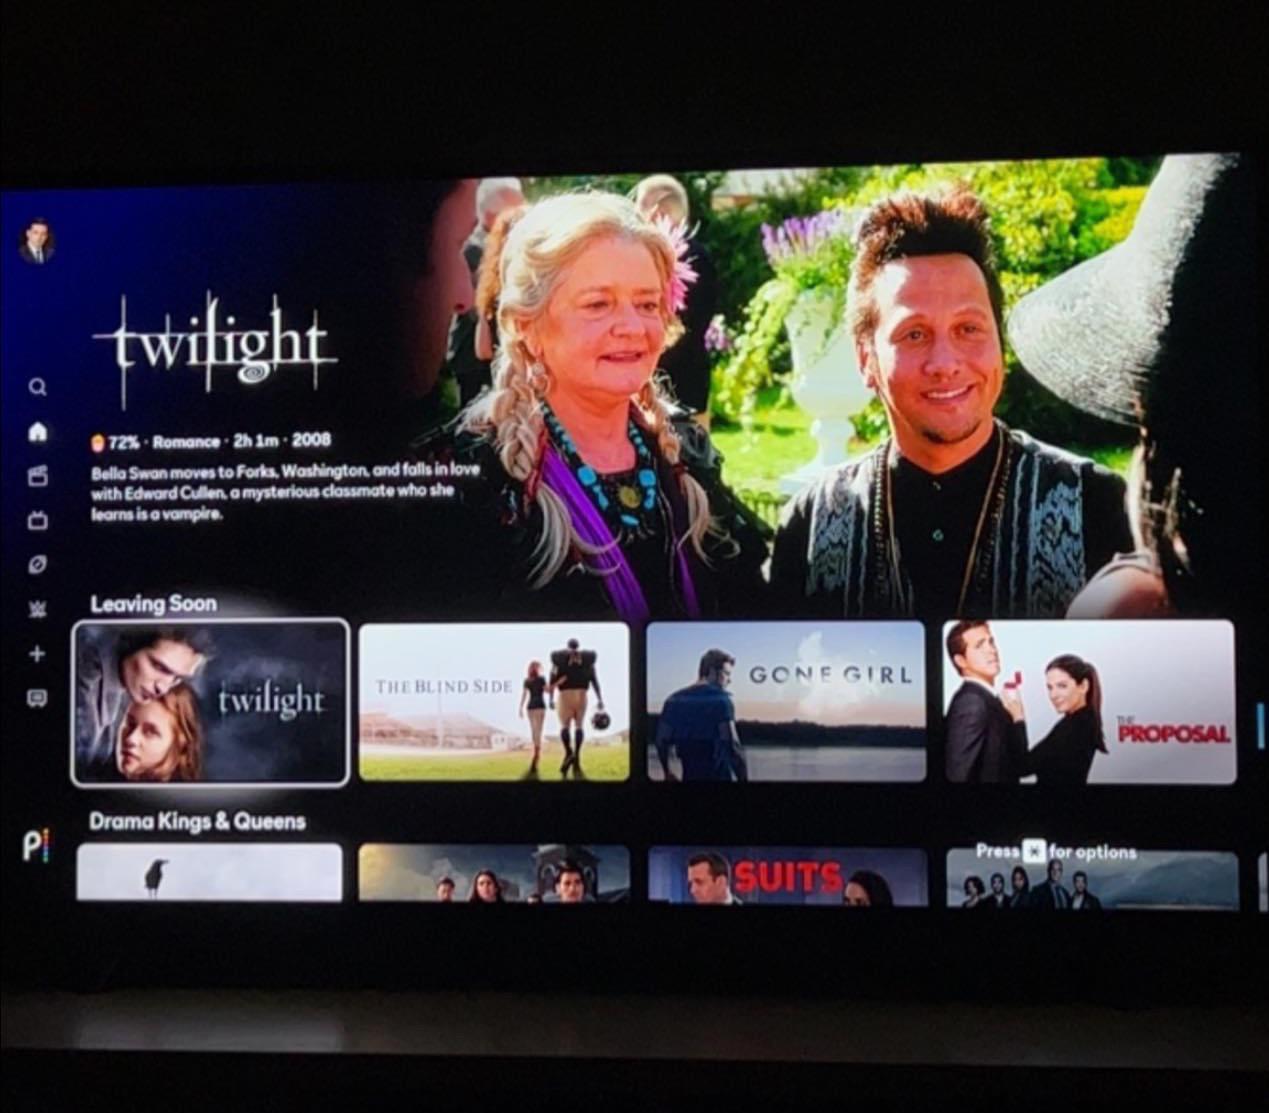 twilight
72% · Romance · 2h 1m · 2008
Bella Swan moves to Forks, Washington, and falls in love
with Edward Cullen, a mysterious classmate who she
learns is a vampire.
Leaving Soon
twilight
THE BLIND SIDE
GONE GIRL
THE
PROPOSAL
Drama Kings & Queens
P
Press * for options
SUITS